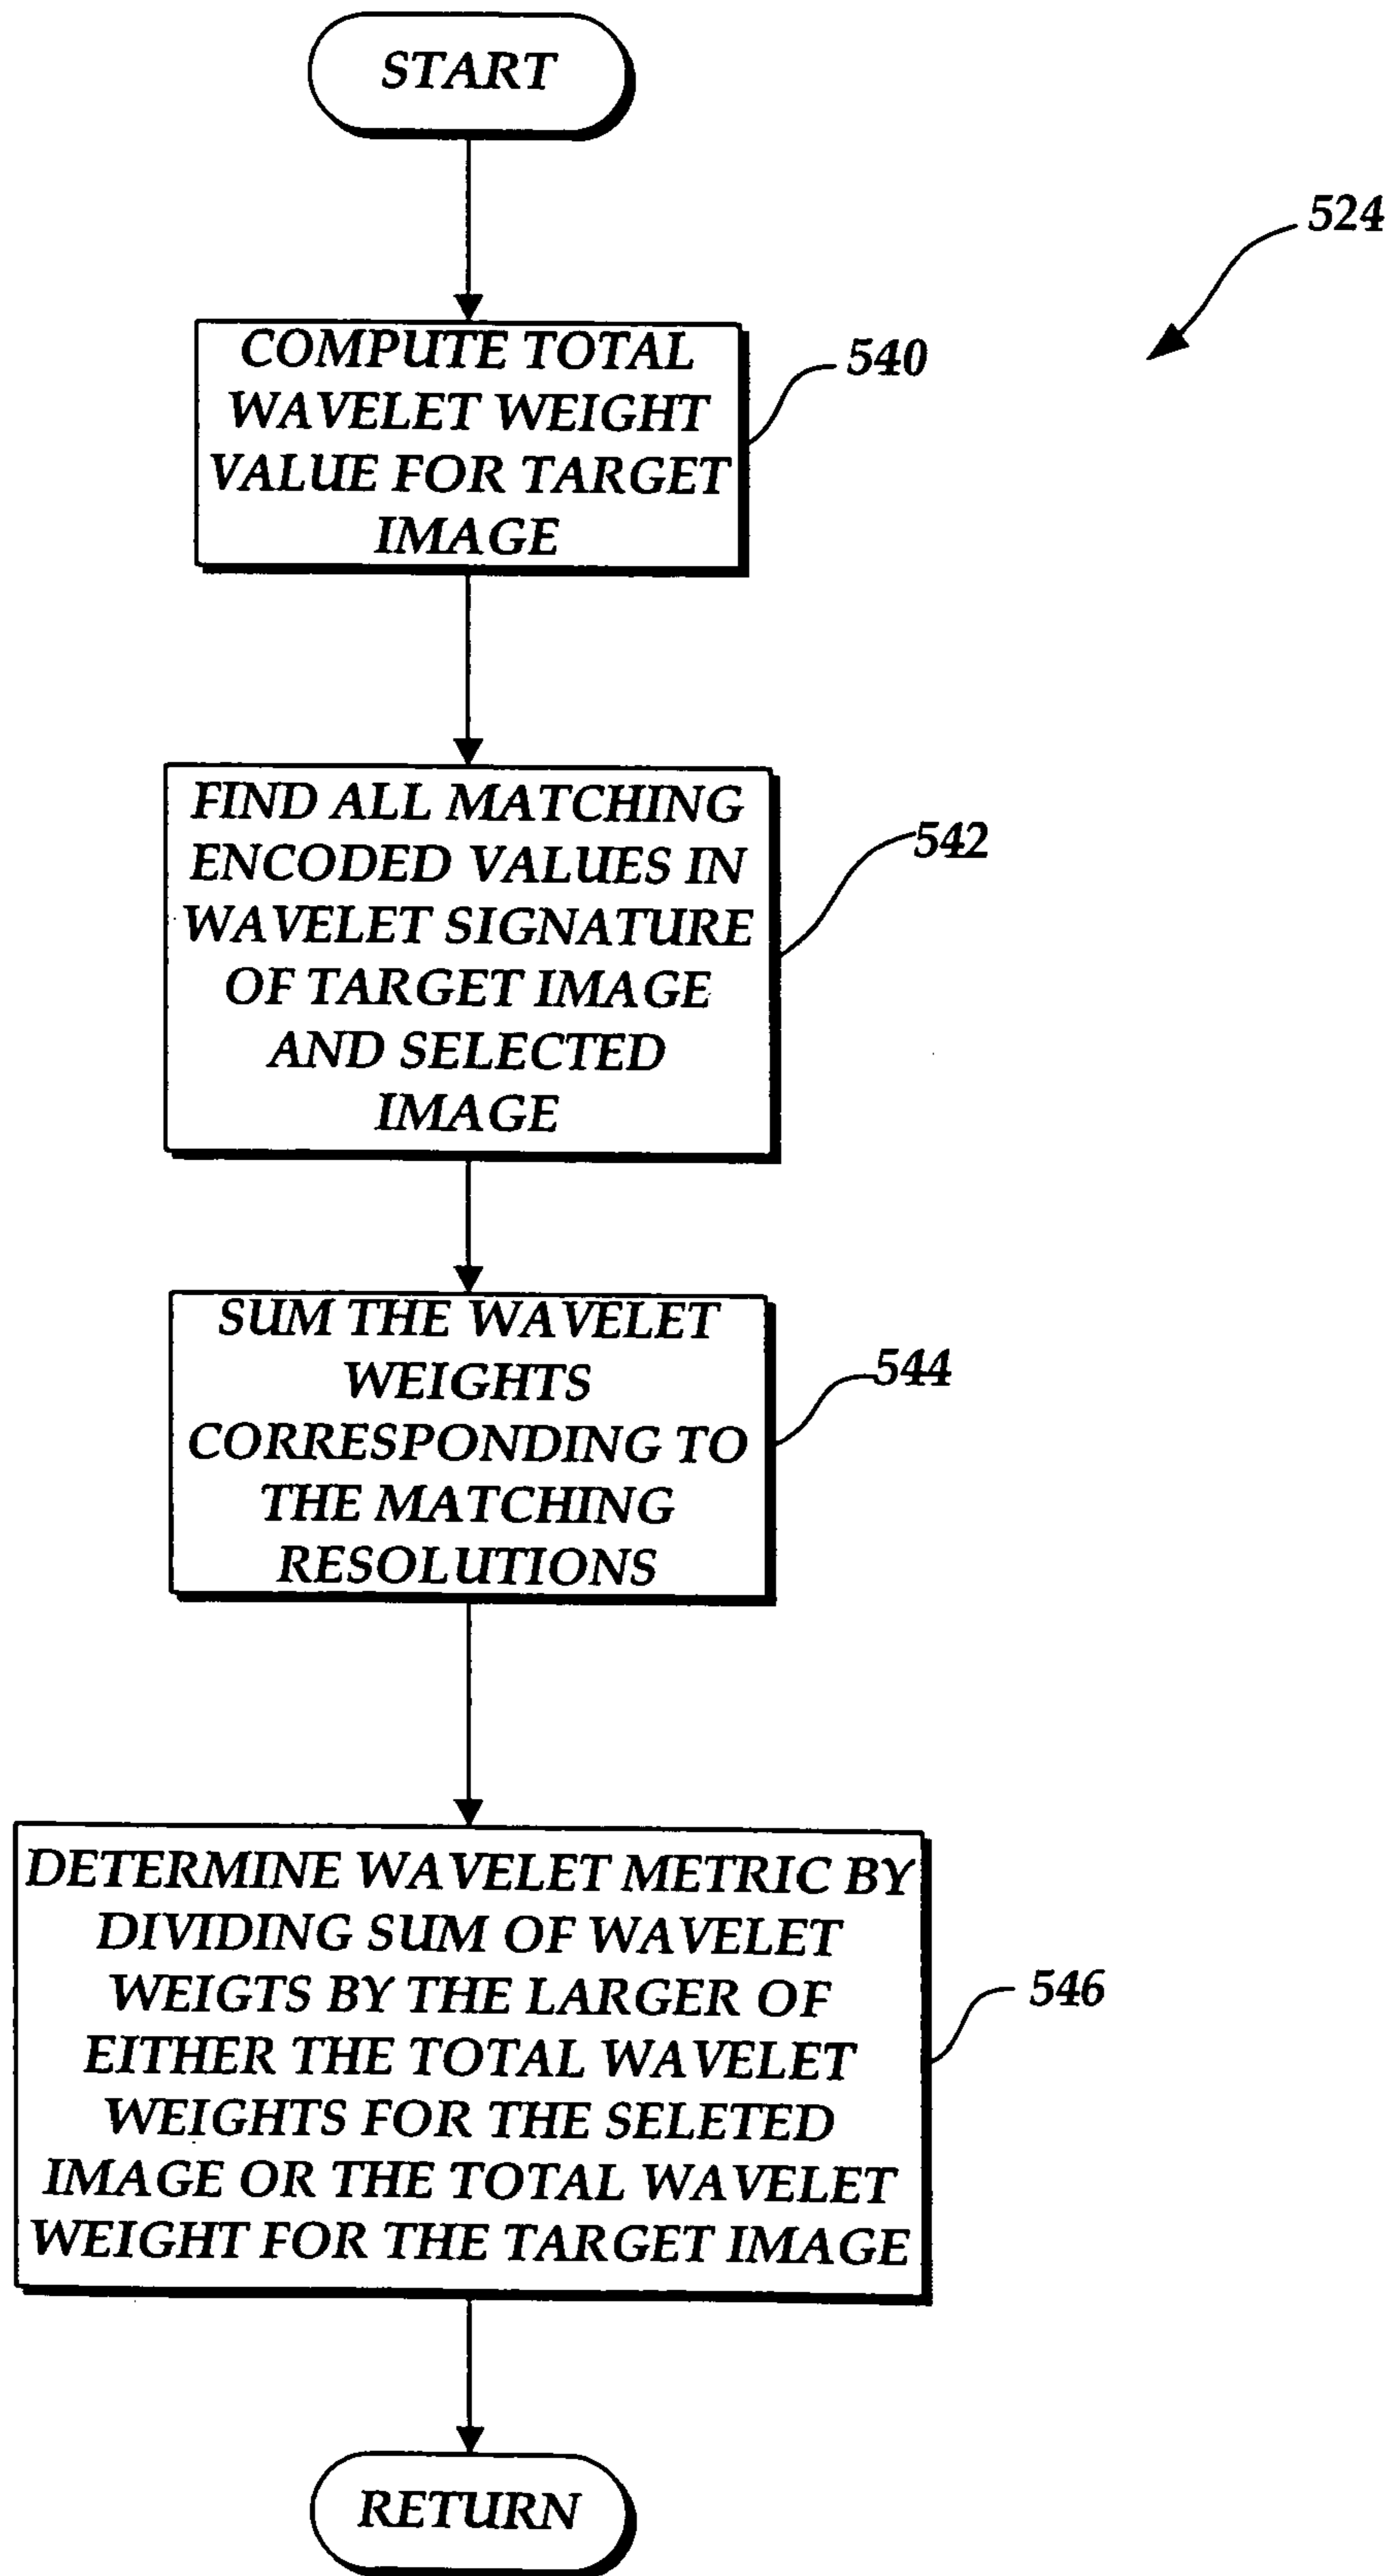 START
524
COMPUTE TOTAL
WAVELET WEIGHT
VALUE FOR TARGET
IMAGE
540
FIND ALL MATCHING
ENCODED VALUES IN
WAVELET SIGNATURE
OF TARGET IMAGE
AND SELECTED
IMAGE
542
SUM THE WAVELET
WEIGHTS
CORRESPONDING TO
THE MATCHING
RESOLUTIONS
544
DETERMINE WAVELET METRIC BY
DIVIDING SUM OF WAVELET
WEIGTS BY THE LARGER OF
EITHER THE TOTAL WAVELET
WEIGHTS FOR THE SELETED
IMAGE OR THE TOTAL WAVELET
WEIGHT FOR THE TARGET IMAGE
546
RETURN